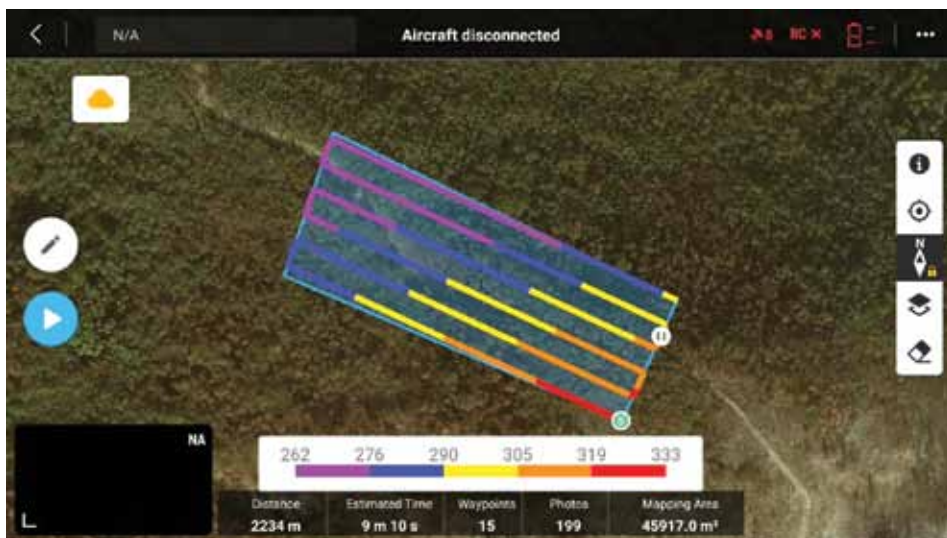 N/A
Aircraft disconnected
RC
N
NA
262 276 290 305 319 333
Distance Estimated Time Waypoints Photos Mapping Area
2234 m 9 m 10 s 15 199 45917.0 m²